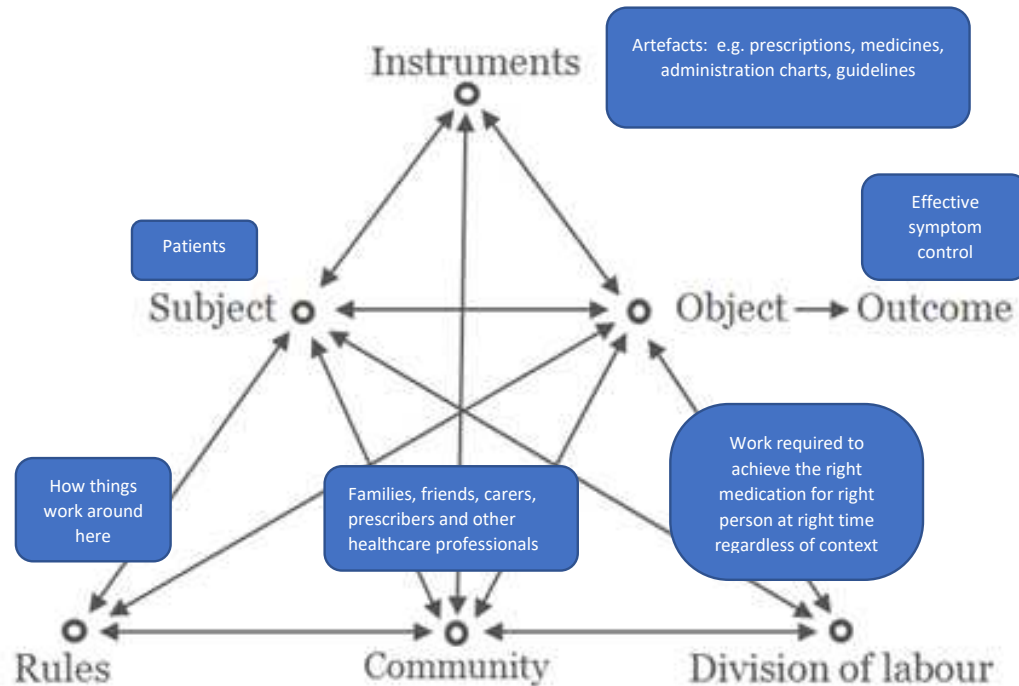 Artefacts: e.g. prescriptions, medicines,
administration charts, guidelines
Instruments
Effective
symptom
control
Patients
Subject
Object
Outcome
Work required to
achieve the right
medication for right
person at right time
regardless of context
How things
work around
here
Families, friends, carers,
prescribers and other
healthcare professionals
Rules
Community
Division of labour